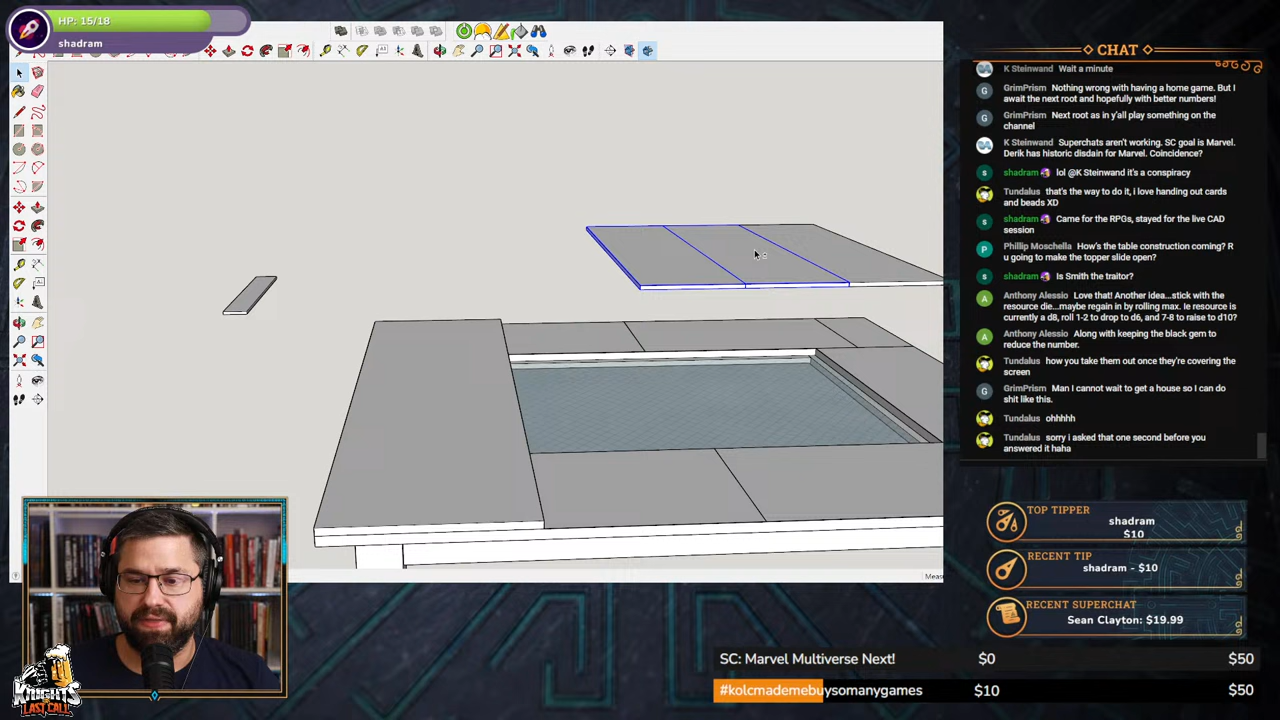 HP: 15/18
shadram
CHAT
K Steinwand Wait a minute
GrimPrism Nothing wrong with having a home game. But I
await the next root and hopefully with better numbers!
GrimPrism Next root as in y'all play something on the
channel
K Steinwand Superchats aren't working. SC goal is Marvel.
Derik has historic disdain for Marvel. Coincidence?
s shadram lol @K Steinwand it's a conspiracy
Tundalus that's the way to do it, i love handing out cards
and beads XD
s shadram Came for the RPGs, stayed for the live CAD
session
P Phillip Moschella How's the table construction coming? R
u going to make the topper slide open?
s shadram Is Smith the traitor?
A Anthony Alessio Love that! Another idea...stick with the
resource die...maybe regain in by rolling max. Ie resource is
currently a d8, roll 1-2 to drop to d6, and 7-8 to raise to d10?
A Anthony Alessio Along with keeping the black gem to
reduce the number.
Tundalus how you take them out once they're covering the
screen
G GrimPrism Man I cannot wait to get a house so I can do
shit like this.
Tundalus ohhhhh
Tundalus sorry i asked that one second before you
answered it haha
Meas
TOP TIPPER
shadram
$10
RECENT TIP
shadram - $10
RECENT SUPERCHAT
Sean Clayton: $19.99
SC: Marvel Multiverse Next! $0 $50
#kolcmademebuysomanygames $10 $50
KNIGHTS
OF
LAST CALL